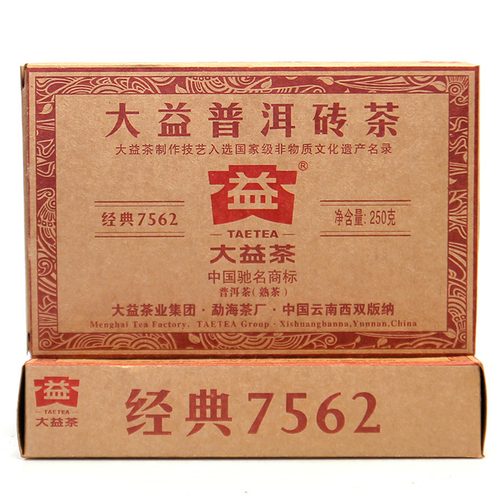 大益普洱砖茶
大益茶制作技艺入选国家级非物质文化遗产名录
益®
经典7562
TAETEA
净含量:250克
大益茶
中国驰名商标
普洱茶(熟茶)
大益茶业集团·勐海茶厂·中国云南西双版纳
Menghai Tea Factory, TAETEA Group·Xishuangbanna,Yunnan,China
益
TAETEA
大益茶
经典7562